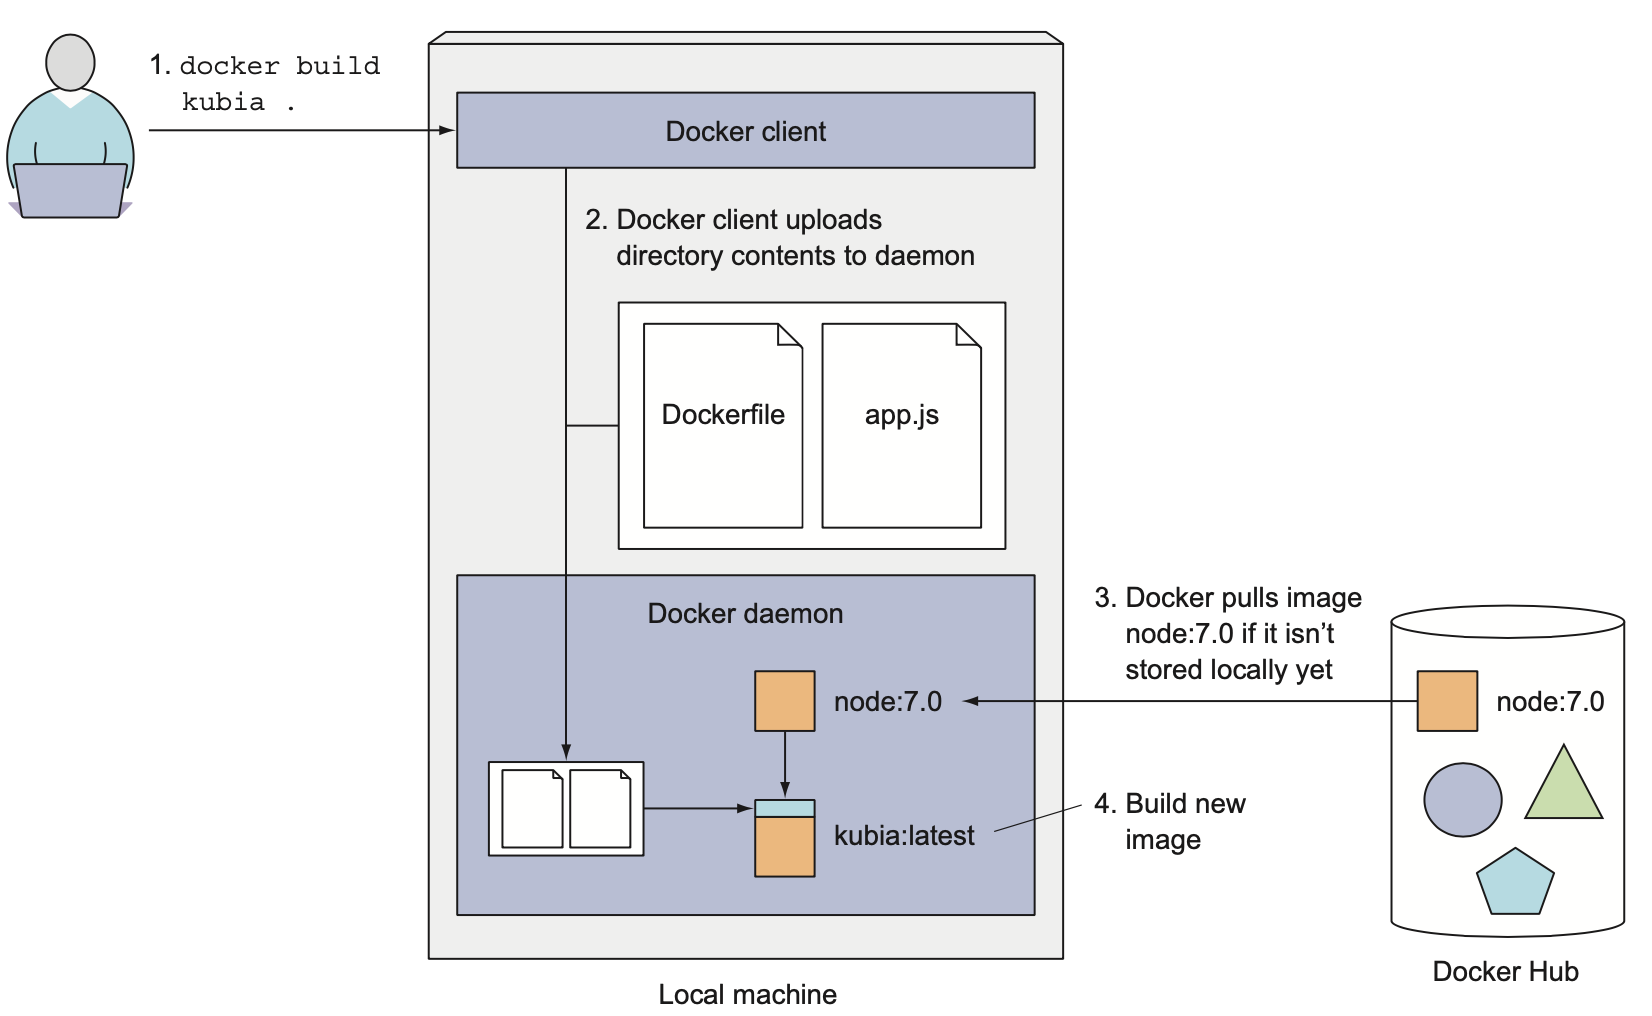 1. docker build
kubia .
Docker client
2. Docker client uploads
directory contents to daemon
Dockerfile
app.js
Docker daemon
3. Docker pulls image
node:7.0 if it isn’t
stored locally yet
node:7.0
node:7.0
4. Build new
image
kubia:latest
Docker Hub
Local machine